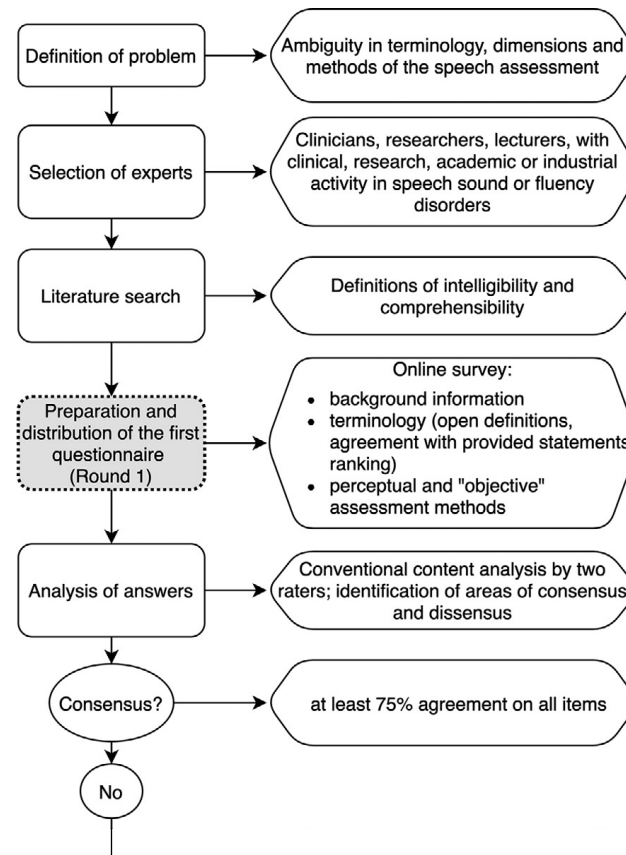 Definition of problem
Ambiguity in terminology, dimensions and
methods of the speech assessment
Selection of experts
Clinicians, researchers, lecturers, with
clinical, research, academic or industrial
activity in speech sound or fluency
disorders
Literature search
Definitions of intelligibility and
comprehensibility
Preparation and
distribution of the first
questionnaire
(Round 1)
Online survey:
• background information
• terminology (open definitions,
agreement with provided statements
ranking)
• perceptual and "objective"
assessment methods
Analysis of answers
Conventional content analysis by two
raters; identification of areas of consensus
and dissensus
Consensus?
at least 75% agreement on all items
No